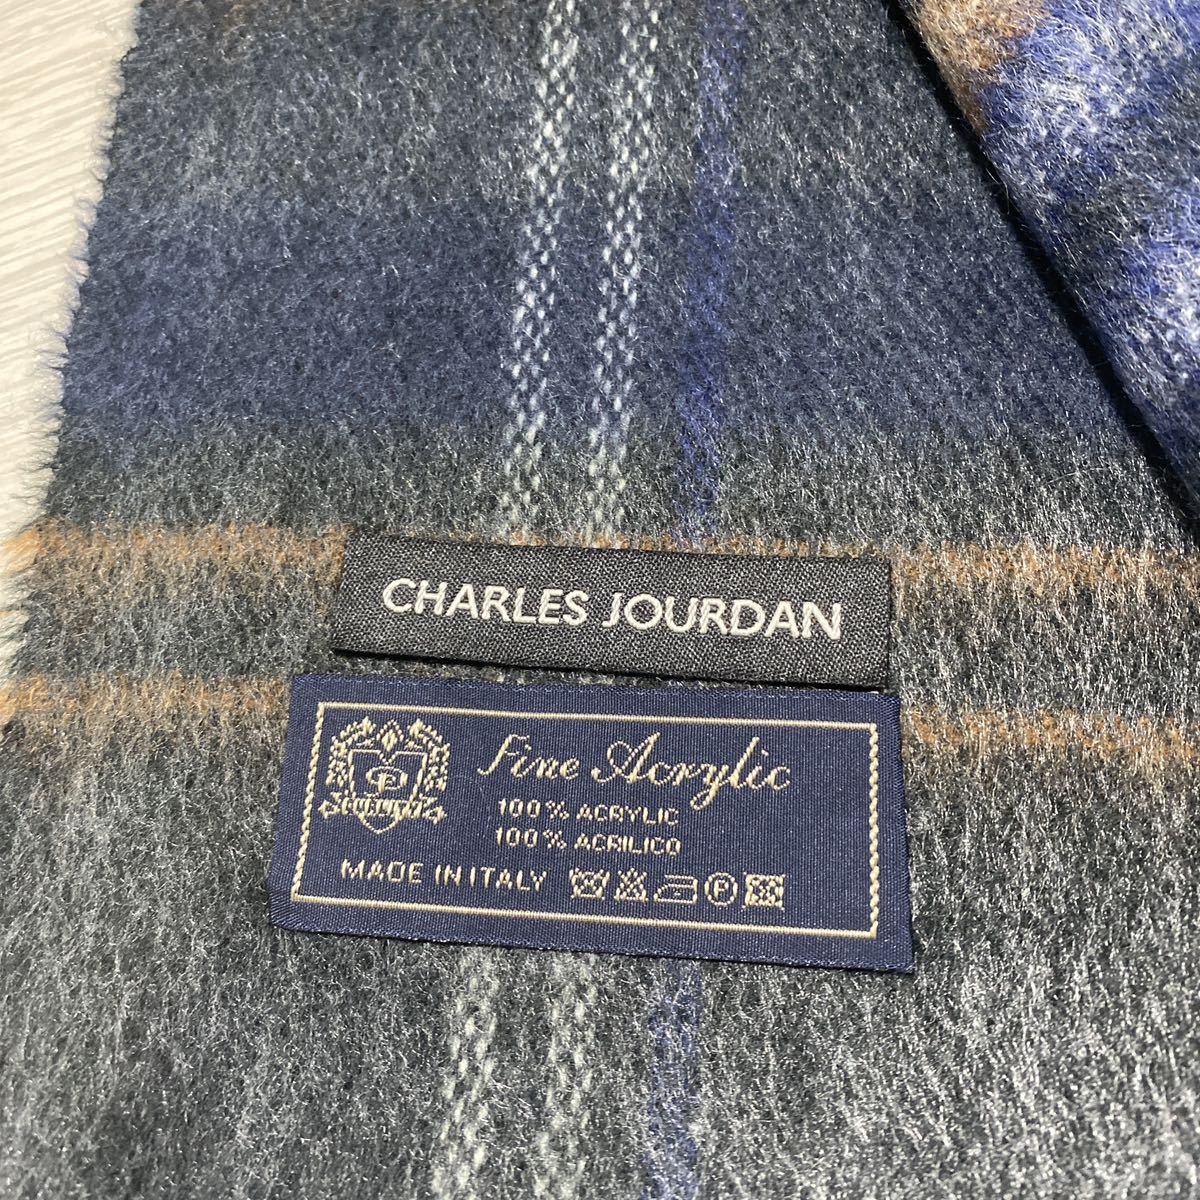 CHARLES JOURDAN
Fine Acrylic
100% ACRYLIC
100% ACRILICO
MADE IN ITALY
P